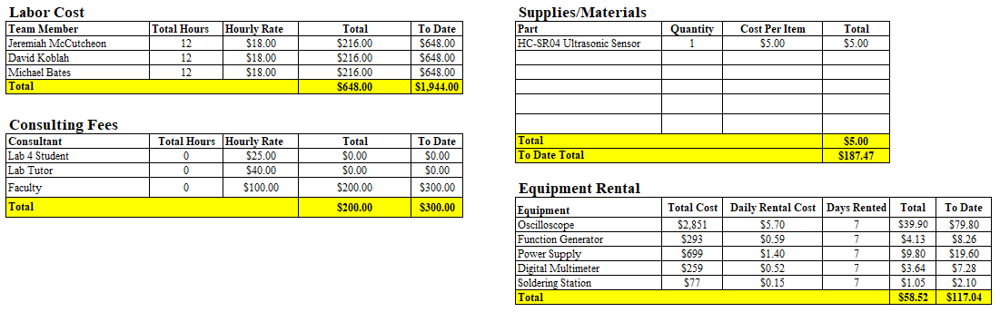 Labor Cost
Team Member Total Hours Hourly Rate Total To Date
Jeremiah McCutcheon 12 $18.00 $216.00 $648.00
David Koblah 12 $18.00 $216.00 $648.00
Michael Bates 12 $18.00 $216.00 $648.00
Total $648.00 $1,944.00
Consulting Fees
Consultant Total Hours Hourly Rate Total To Date
Lab 4 Student 0 $25.00 $0.00 $0.00
Lab Tutor 0 $40.00 $0.00 $0.00
Faculty 0 $100.00 $200.00 $300.00
Total $200.00 $300.00
Supplies/Materials
Part Quantity Cost Per Item Total
HC-SR04 Ultrasonic Sensor 1 $5.00 $5.00
Total $5.00
To Date Total $187.47
Equipment Rental
Equipment Total Cost Daily Rental Cost Days Rented Total To Date
Oscilloscope $2,851 $5.70 7 $39.90 $79.80
Function Generator $293 $0.59 7 $4.13 $8.26
Power Supply $699 $1.40 7 $9.80 $19.60
Digital Multimeter $259 $0.52 7 $3.64 $7.28
Soldering Station $77 $0.15 7 $1.05 $2.10
Total $58.52 $117.04